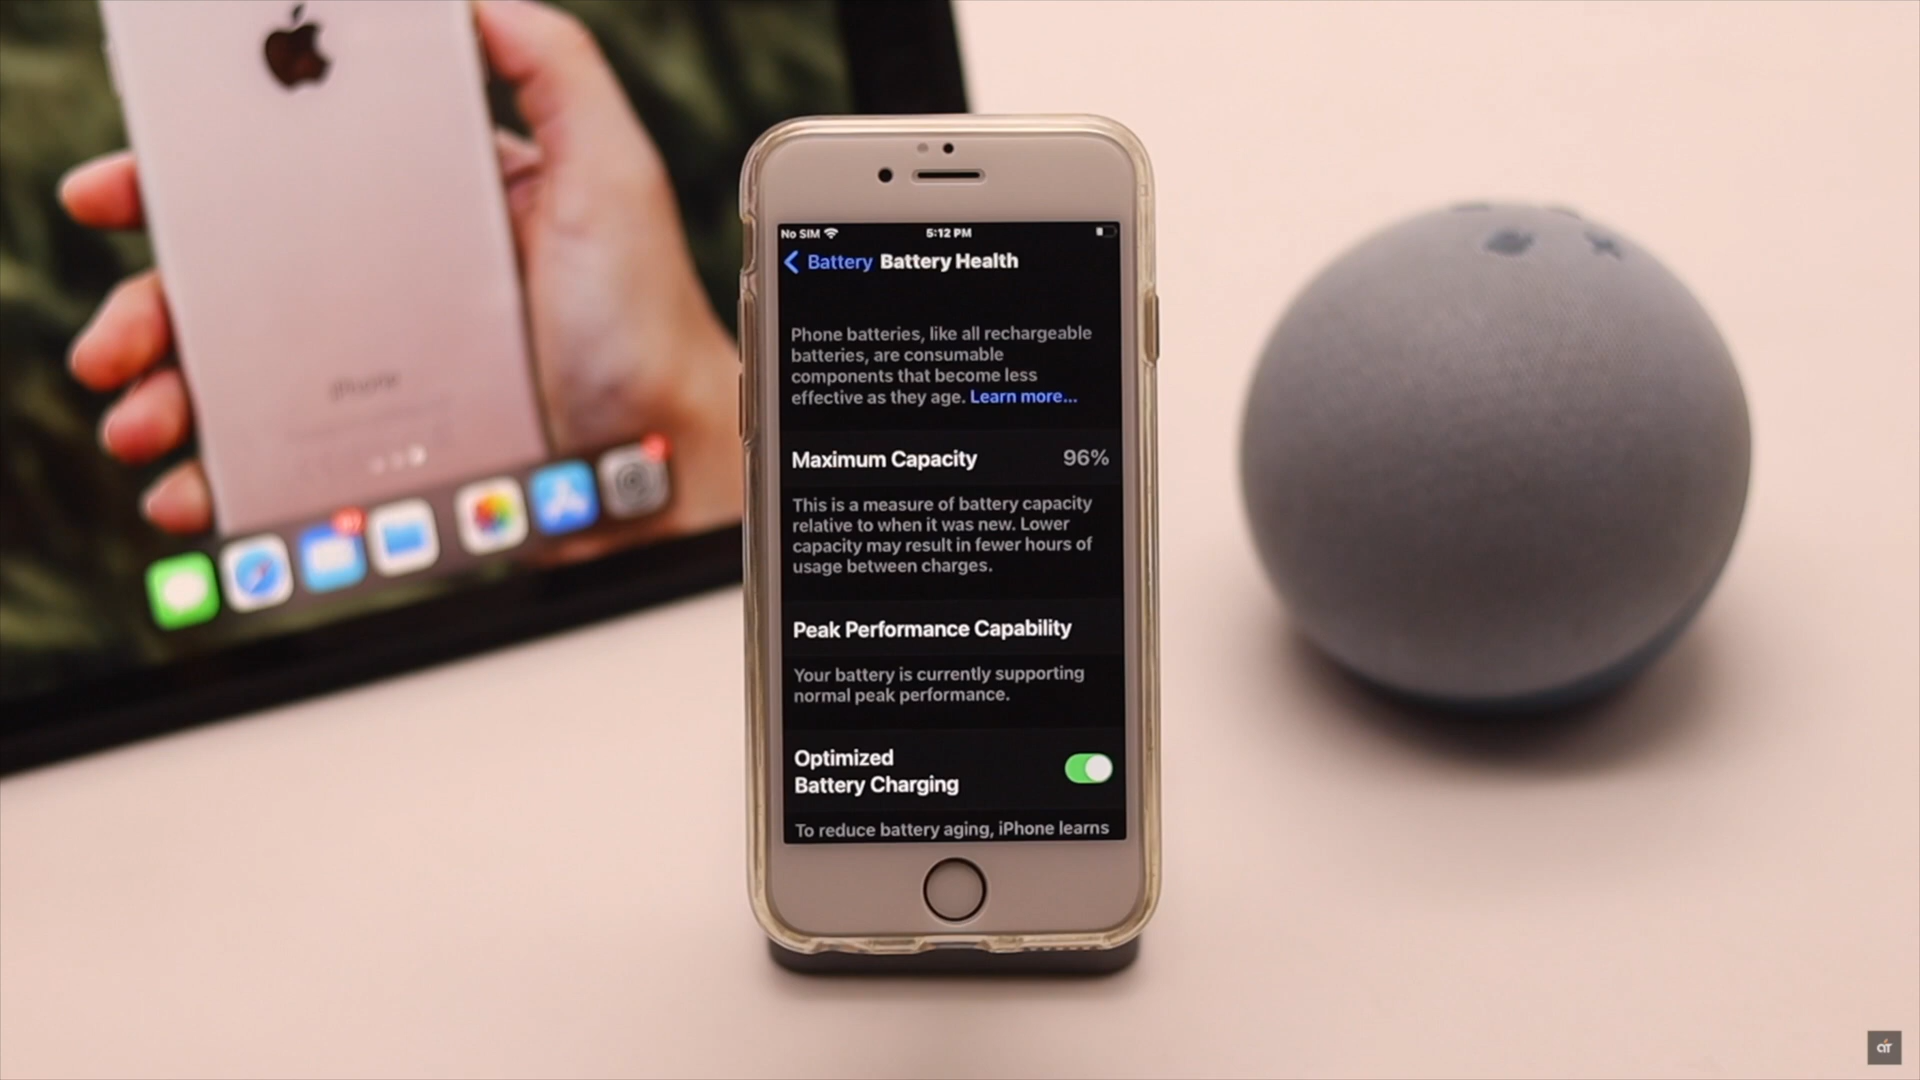 iPhone
No SIM 5:12 PM
Battery Battery Health
Phone batteries, like all rechargeable
batteries, are consumable
components that become less
effective as they age. Learn more...
Maximum Capacity 96%
This is a measure of battery capacity
relative to when it was new. Lower
capacity may result in fewer hours of
usage between charges.
Peak Performance Capability
Your battery is currently supporting
normal peak performance.
Optimized
Battery Charging
To reduce battery aging, iPhone learns